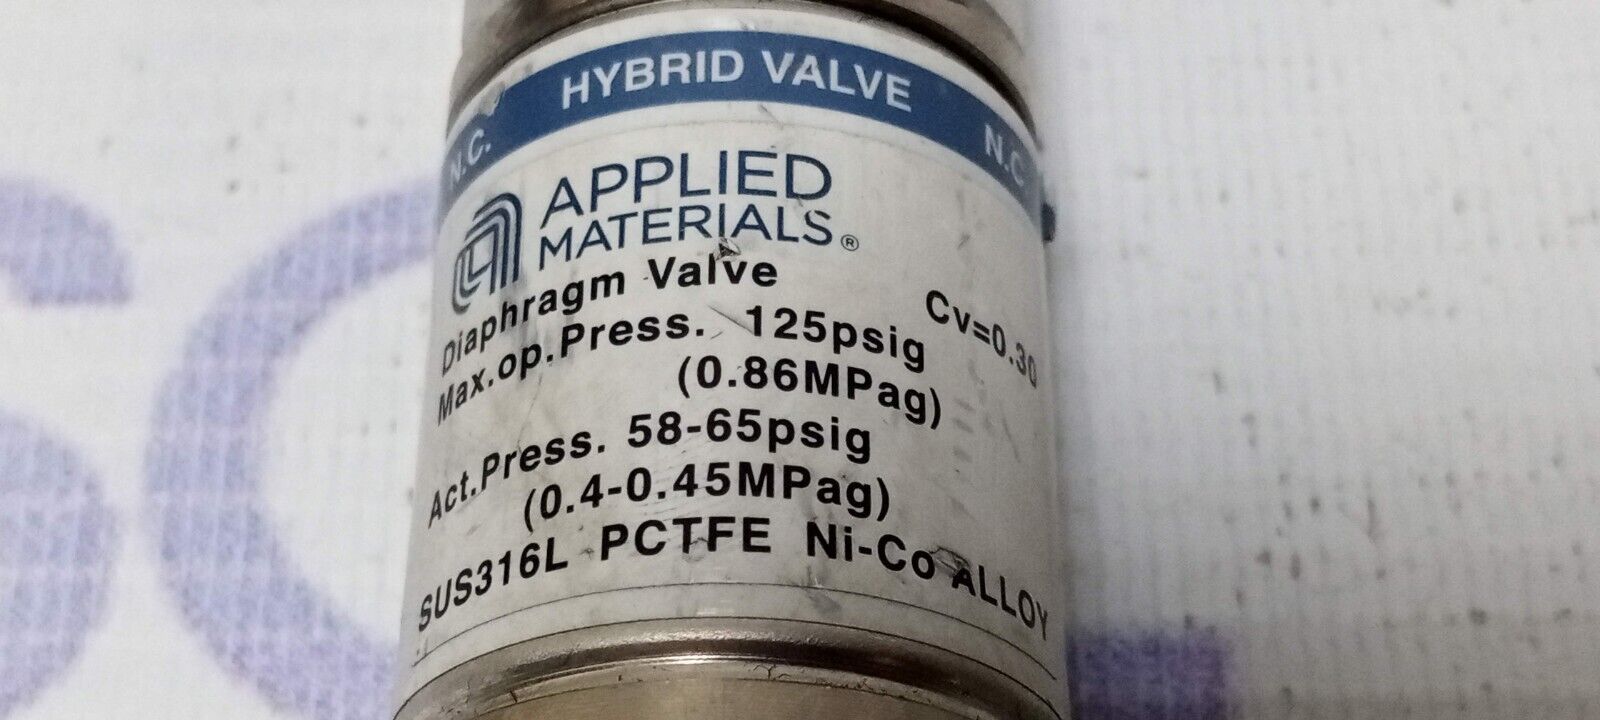 HYBRID VALVE
N.C. N.C
APPLIED
MATERIALS®
Diaphragm Valve Cv=0.30
Max.op.Press. 125psig
(0.86MPag)
Act.Press. 58-65psig
(0.4-0.45MPag)
SUS316L PCTFE Ni-Co ALLOY